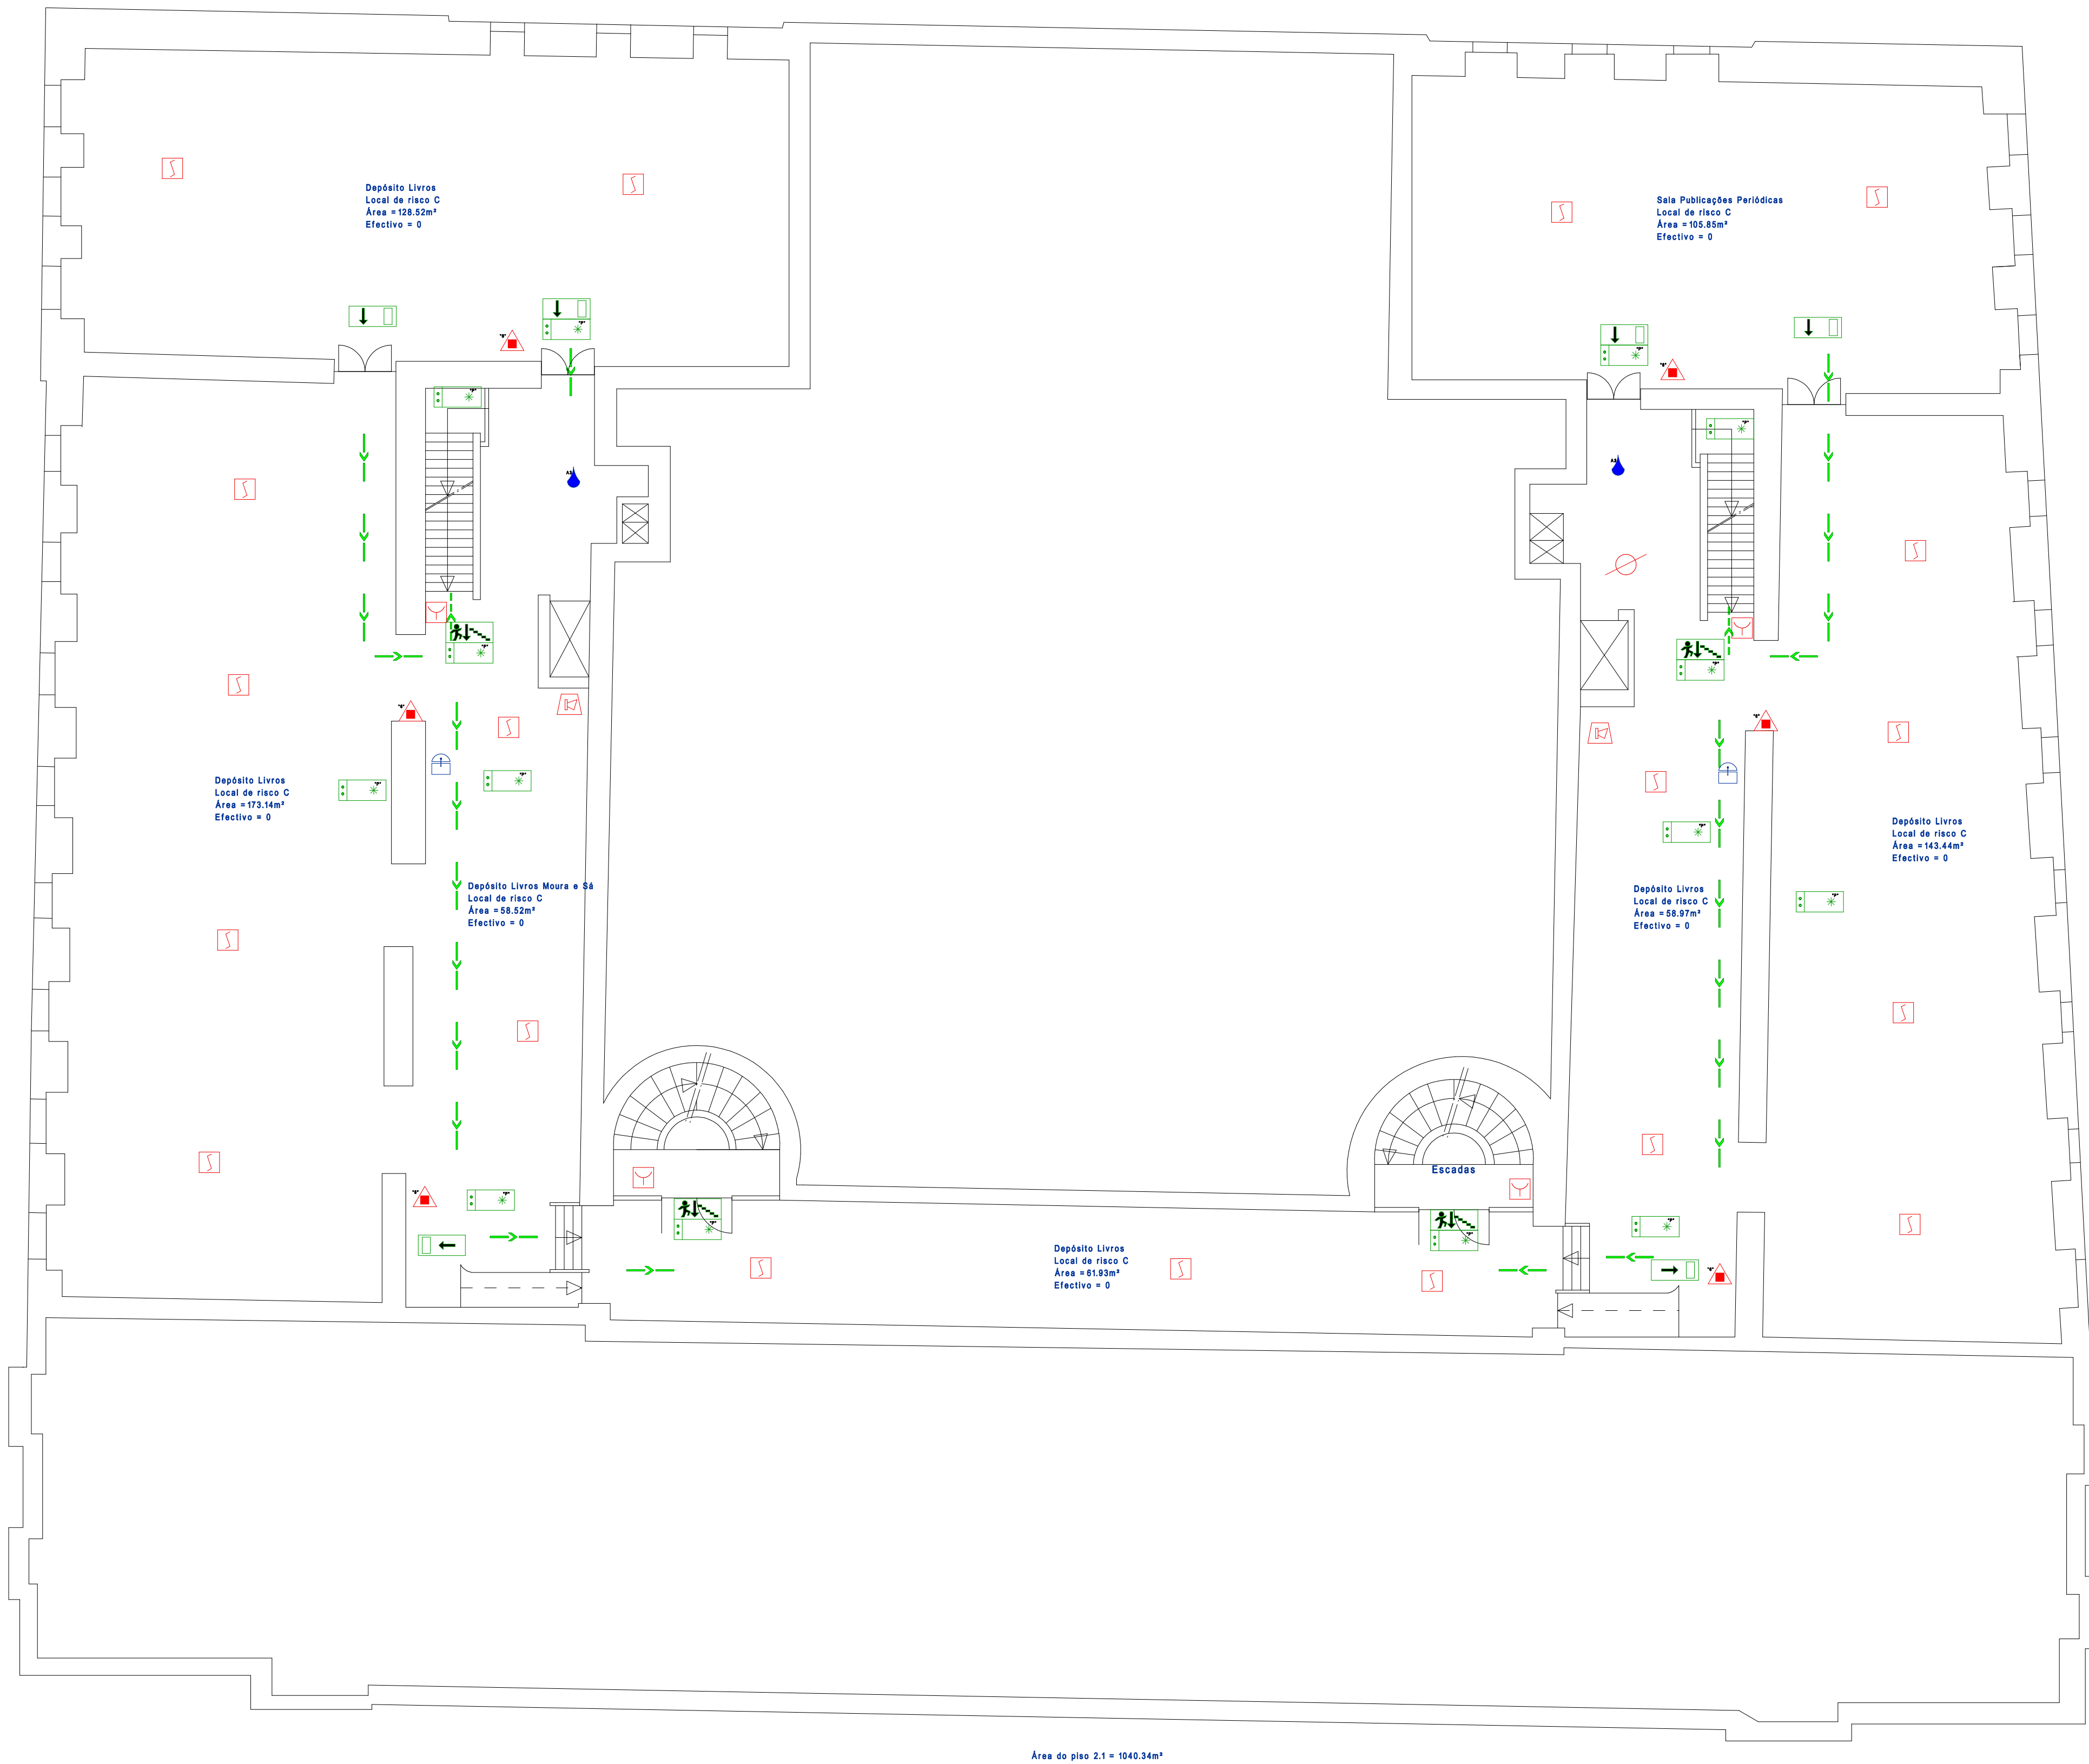 Depósito Livros
Local de risco C
Área =128.52m²
Efectivo = 0
Sala Publicações Periódicas
Local de risco C
Área =105.85m²
Efectivo = 0
Depósito Livros
Local de risco C
Área =173.14m²
Efectivo = 0
Depósito Livros Moura e Sá
Local de risco C
Área =58.52m²
Efectivo = 0
Depósito Livros
Local de risco C
Área =58.97m²
Efectivo = 0
Depósito Livros
Local de risco C
Área =143.44m²
Efectivo = 0
Escadas
Depósito Livros
Local de risco C
Área =61.93m²
Efectivo = 0
Área do piso 2.1 = 1040.34m²